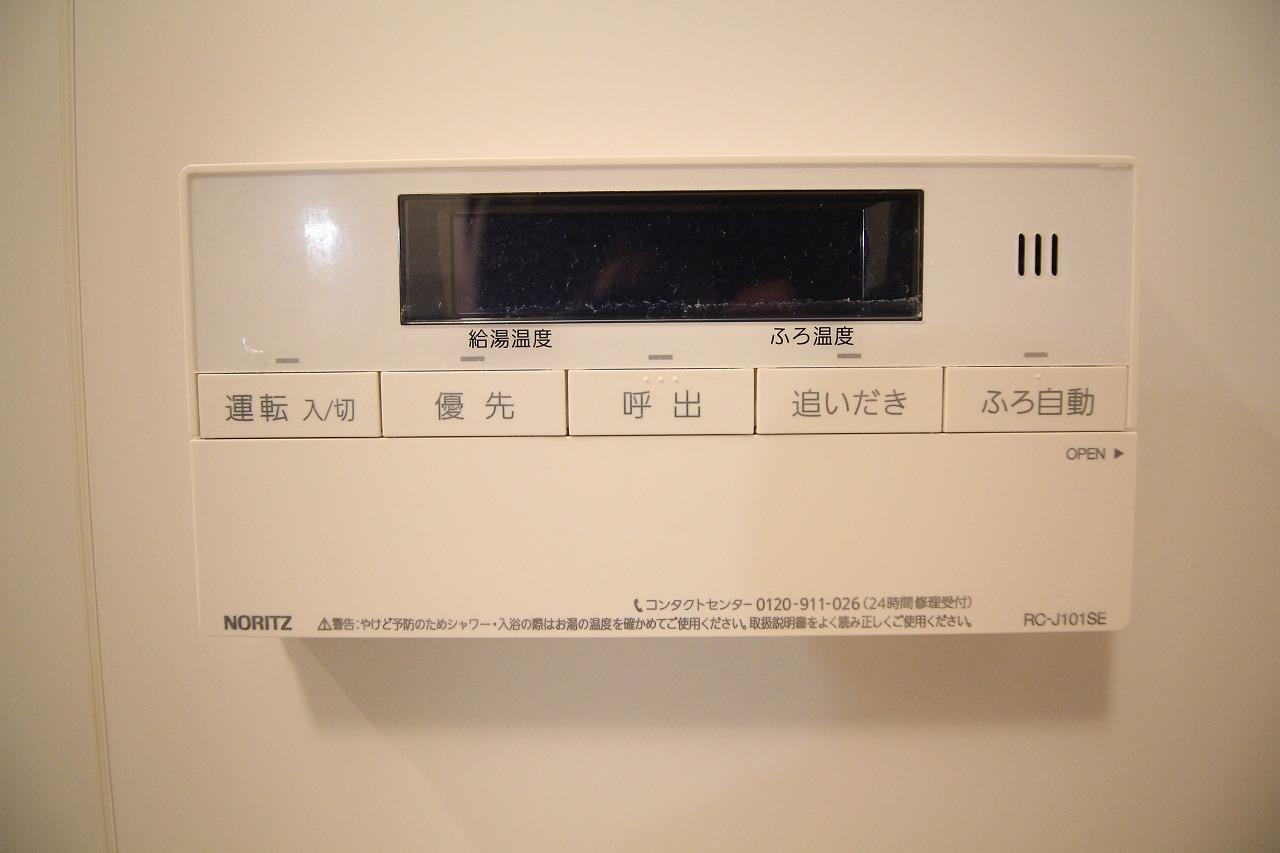 給湯温度 ふろ温度
運転 入/切 優先 呼出 追いだき ふろ自動
OPEN ▶
コンタクトセンター 0120-911-026(24時間修理受付)
NORITZ ⚠警告:やけど予防のためシャワー・入浴の際はお湯の温度を確かめてご使用ください。取扱説明書をよく読み正しくご使用ください。 RC-J101SE